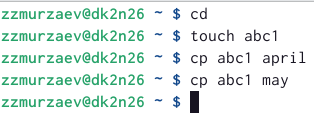 zzmurzaev@dk2n26 ~ $ cd
zzmurzaev@dk2n26 ~ $ touch abc1
zzmurzaev@dk2n26 ~ $ cp abc1 april
zzmurzaev@dk2n26 ~ $ cp abc1 may
zzmurzaev@dk2n26 ~ $